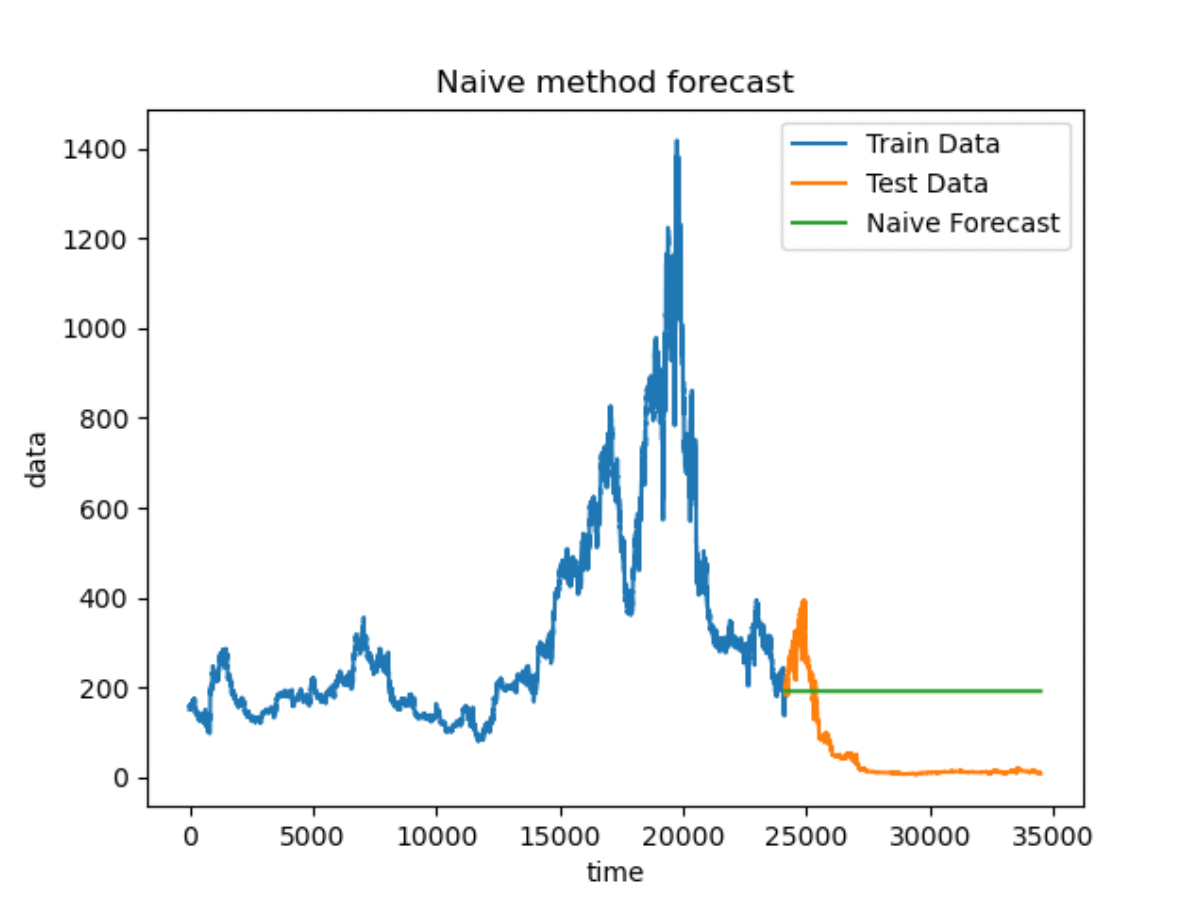 Naive method forecast
Train Data
Test Data
Naive Forecast
1400
1200
1000
800
600
400
200
0
data
0 5000 10000 15000 20000 25000 30000 35000
time